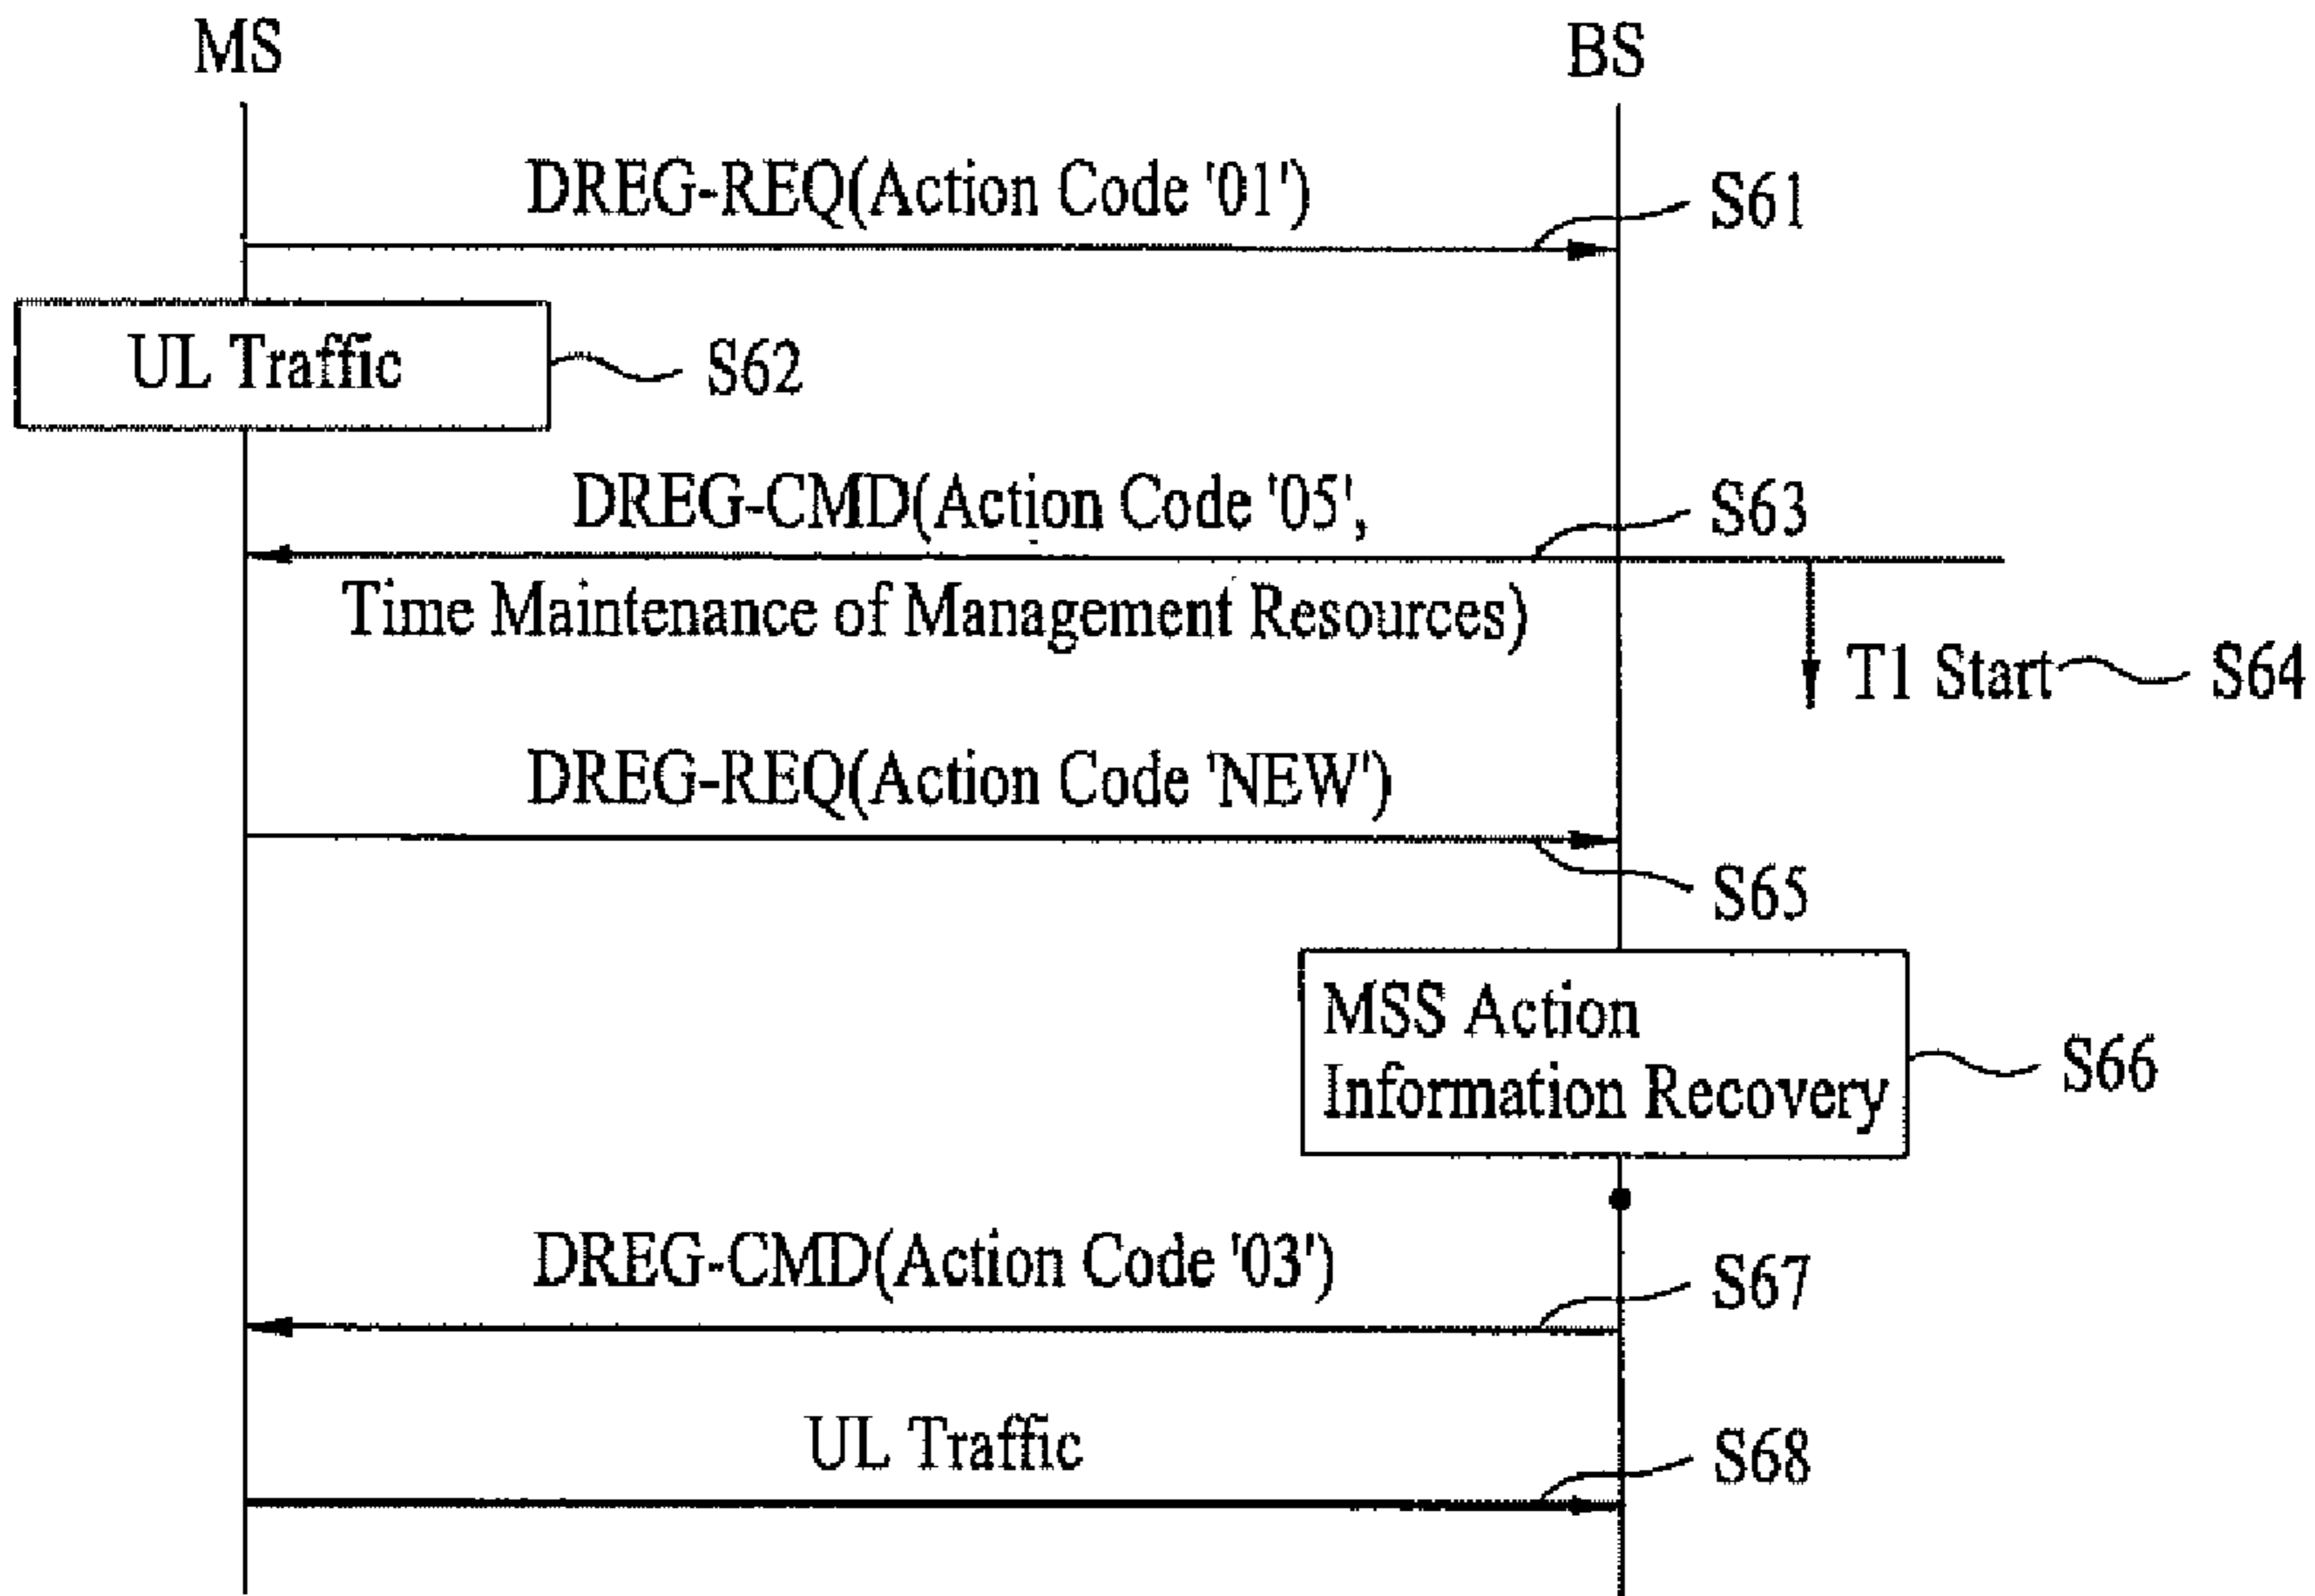 MS
BS
DREG-REQ(Action Code '01')
S61
UL Traffic
S62
DREG-CMD(Action Code '05',
S63
Time Maintenance of Management Resources)
T1 Start
S64
DREG-REQ(Action Code 'NEW')
S65
MSS Action
Information Recovery
S66
DREG-CMD(Action Code '03')
S67
UL Traffic
S68